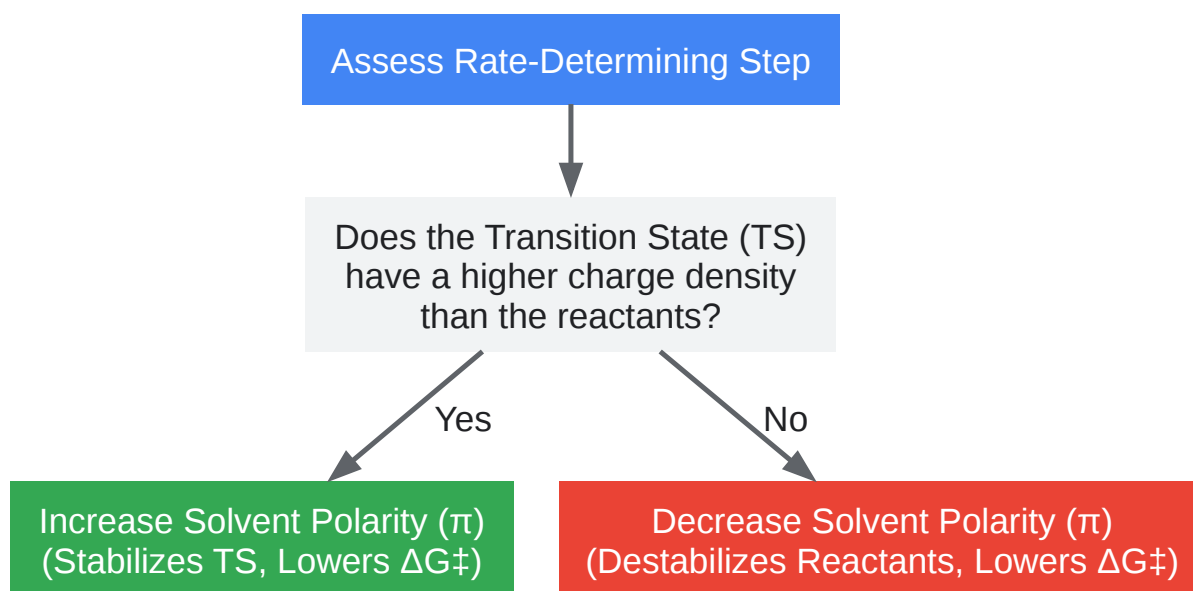 Assess Rate-Determining Step
Does the Transition State (TS)
have a higher charge density
than the reactants?
Yes
No
Increase Solvent Polarity (π)
(Stabilizes TS, Lowers ΔG‡)
Decrease Solvent Polarity (π)
(Destabilizes Reactants, Lowers ΔG‡)